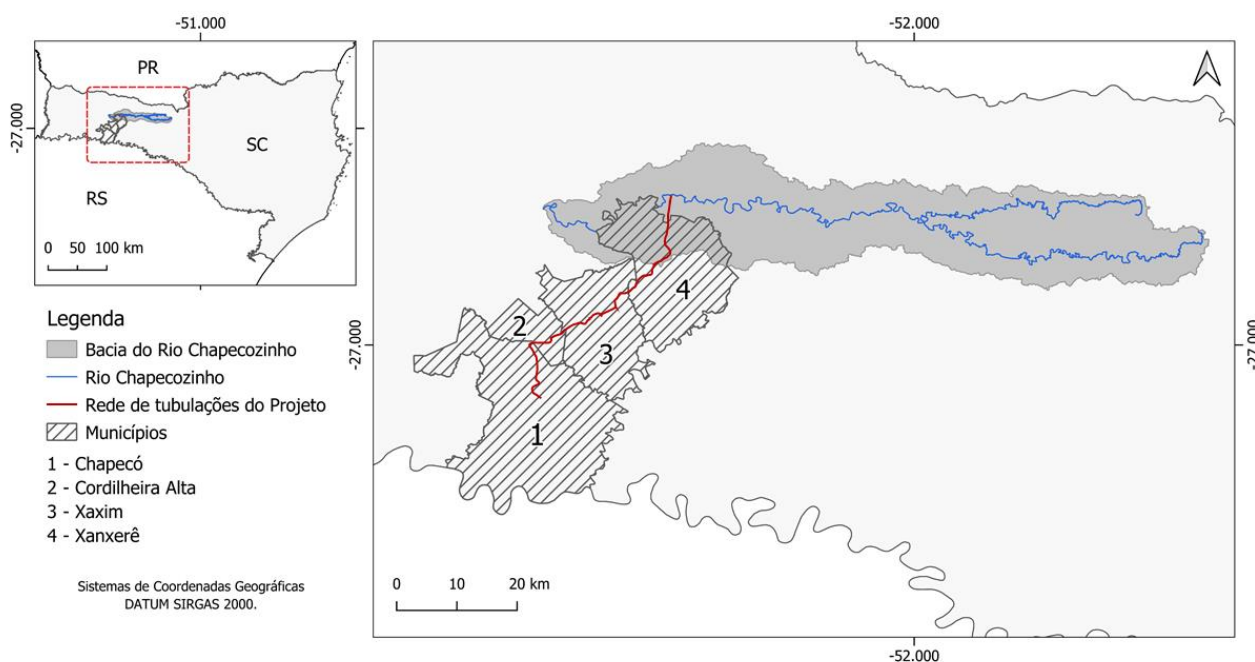 -51.000
PR
-27.000
SC
RS
0 50 100 km
Legenda
Bacia do Rio Chapecozinho
Rio Chapecozinho
Rede de tubulações do Projeto
Municípios
1 - Chapecó
2 - Cordilheira Alta
3 - Xaxim
4 - Xanxerê
Sistemas de Coordenadas Geográficas
DATUM SIRGAS 2000.
-52.000
4
2
3
-27.000
-27.000
1
0 10 20 km
-52.000